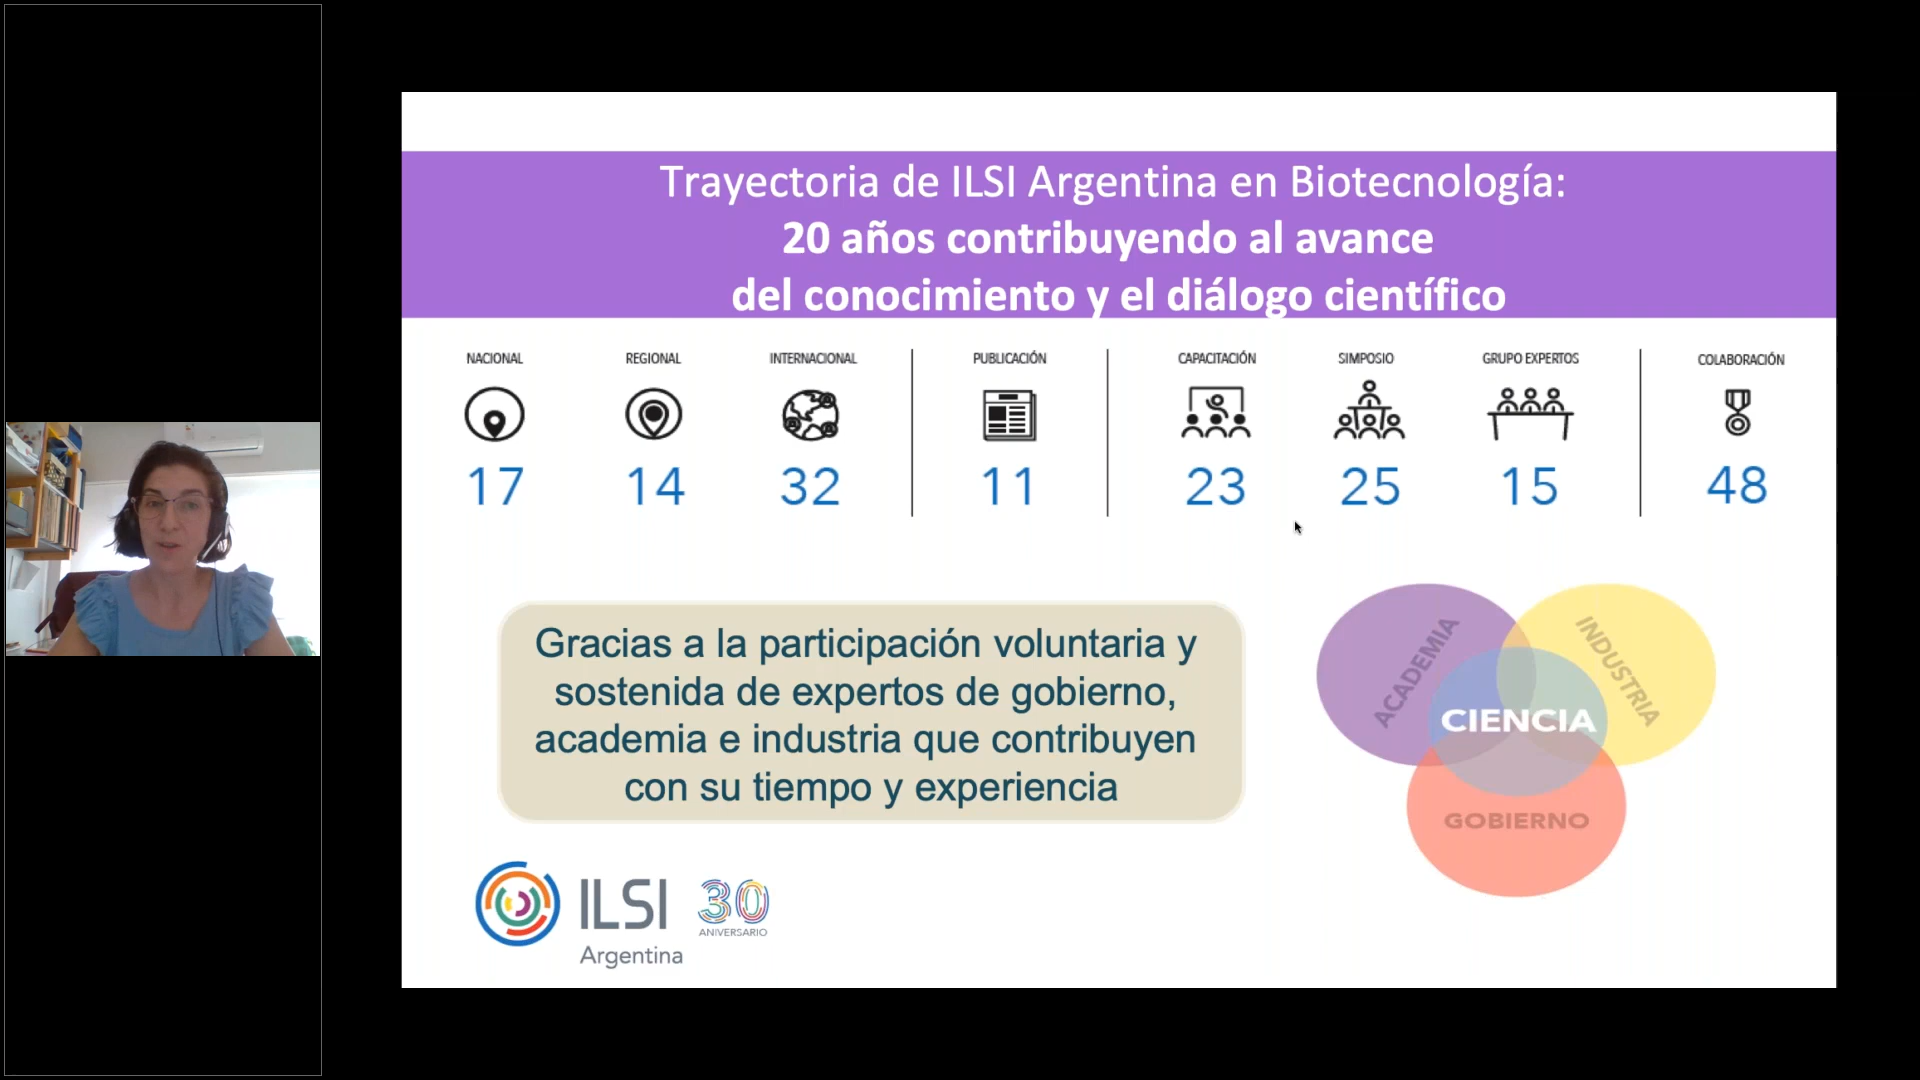 Trayectoria de ILSI Argentina en Biotecnología:
20 años contribuyendo al avance
del conocimiento y el diálogo científico
NACIONAL
REGIONAL
INTERNACIONAL
PUBLICACIÓN
CAPACITACIÓN
SIMPOSIO
GRUPO EXPERTOS
COLABORACIÓN
17
14
32
11
23
25
15
48
Gracias a la participación voluntaria y
sostenida de expertos de gobierno,
academia e industria que contribuyen
con su tiempo y experiencia
ACADEMIA
INDUSTRIA
CIENCIA
GOBIERNO
ILSI
Argentina
30
ANIVERSARIO